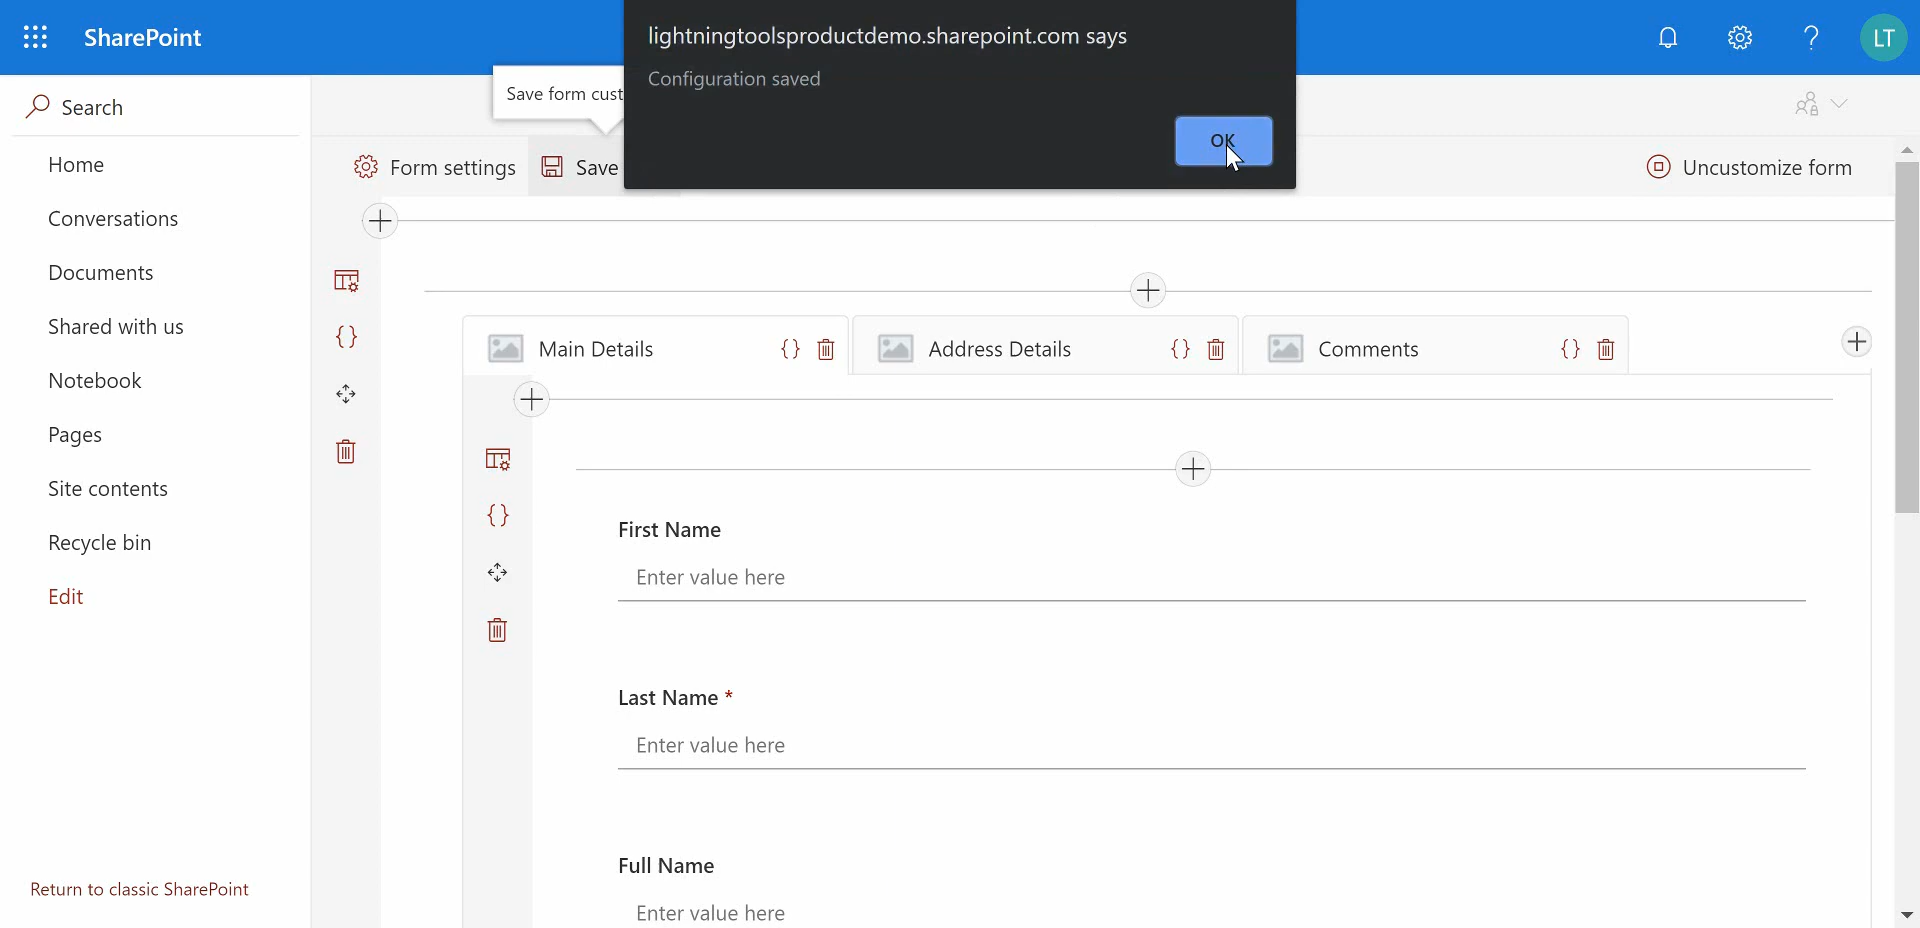 SharePoint
lightningtoolsproductdemo.sharepoint.com says
Configuration saved
OK
LT
Save form cust
Search
Form settings
Save
Uncustomize form
Home
Conversations
Documents
Shared with us
Notebook
Pages
Site contents
Recycle bin
Edit
Return to classic SharePoint
Main Details
Address Details
Comments
First Name
Enter value here
Last Name *
Enter value here
Full Name
Enter value here